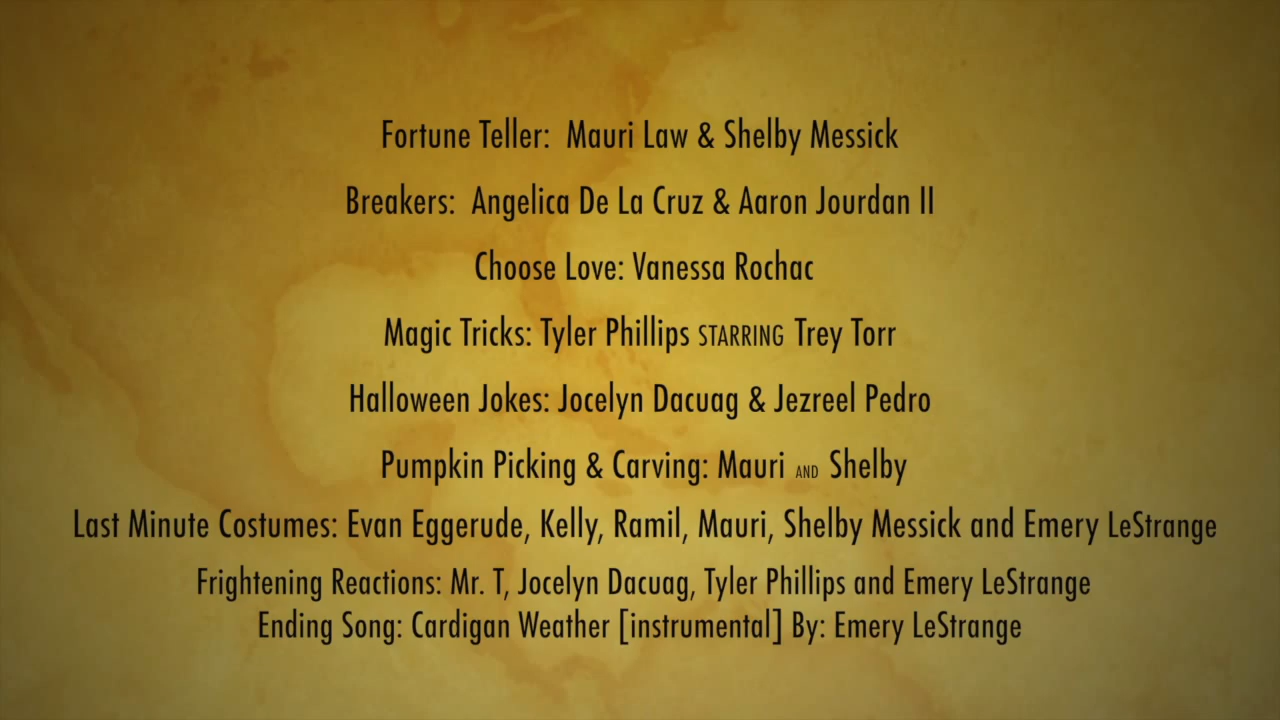 Fortune Teller:  Mauri Law & Shelby Messick
Breakers:  Angelica De La Cruz & Aaron Jourdan II
Choose Love: Vanessa Rochac
Magic Tricks: Tyler Phillips STARRING Trey Torr
Halloween Jokes: Jocelyn Dacuag & Jezreel Pedro
Pumpkin Picking & Carving: Mauri AND Shelby
Last Minute Costumes: Evan Eggerude, Kelly, Ramil, Mauri, Shelby Messick and Emery LeStrange
Frightening Reactions: Mr. T, Jocelyn Dacuag, Tyler Phillips and Emery LeStrange
Ending Song: Cardigan Weather [instrumental] By: Emery LeStrange